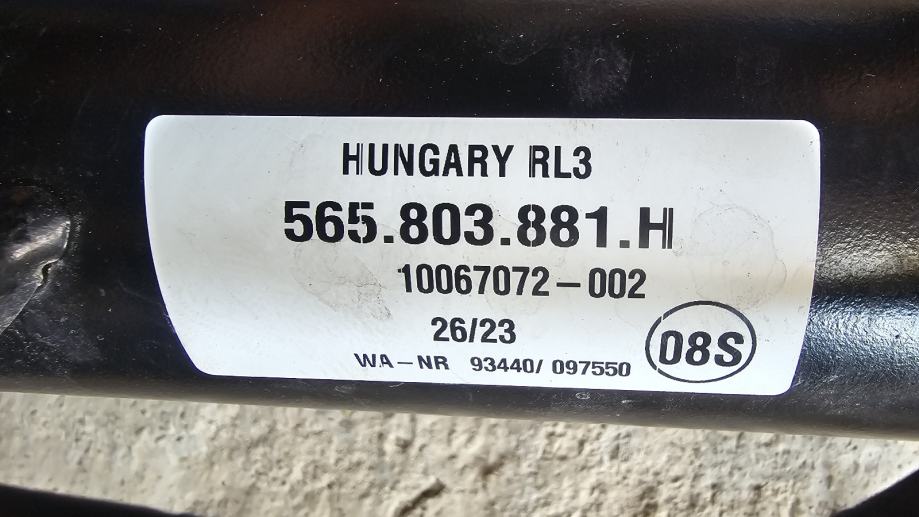 HUNGARY RL3
565.803.881.H
10067072-002
26/23
WA-NR 93440/ 097550
08S